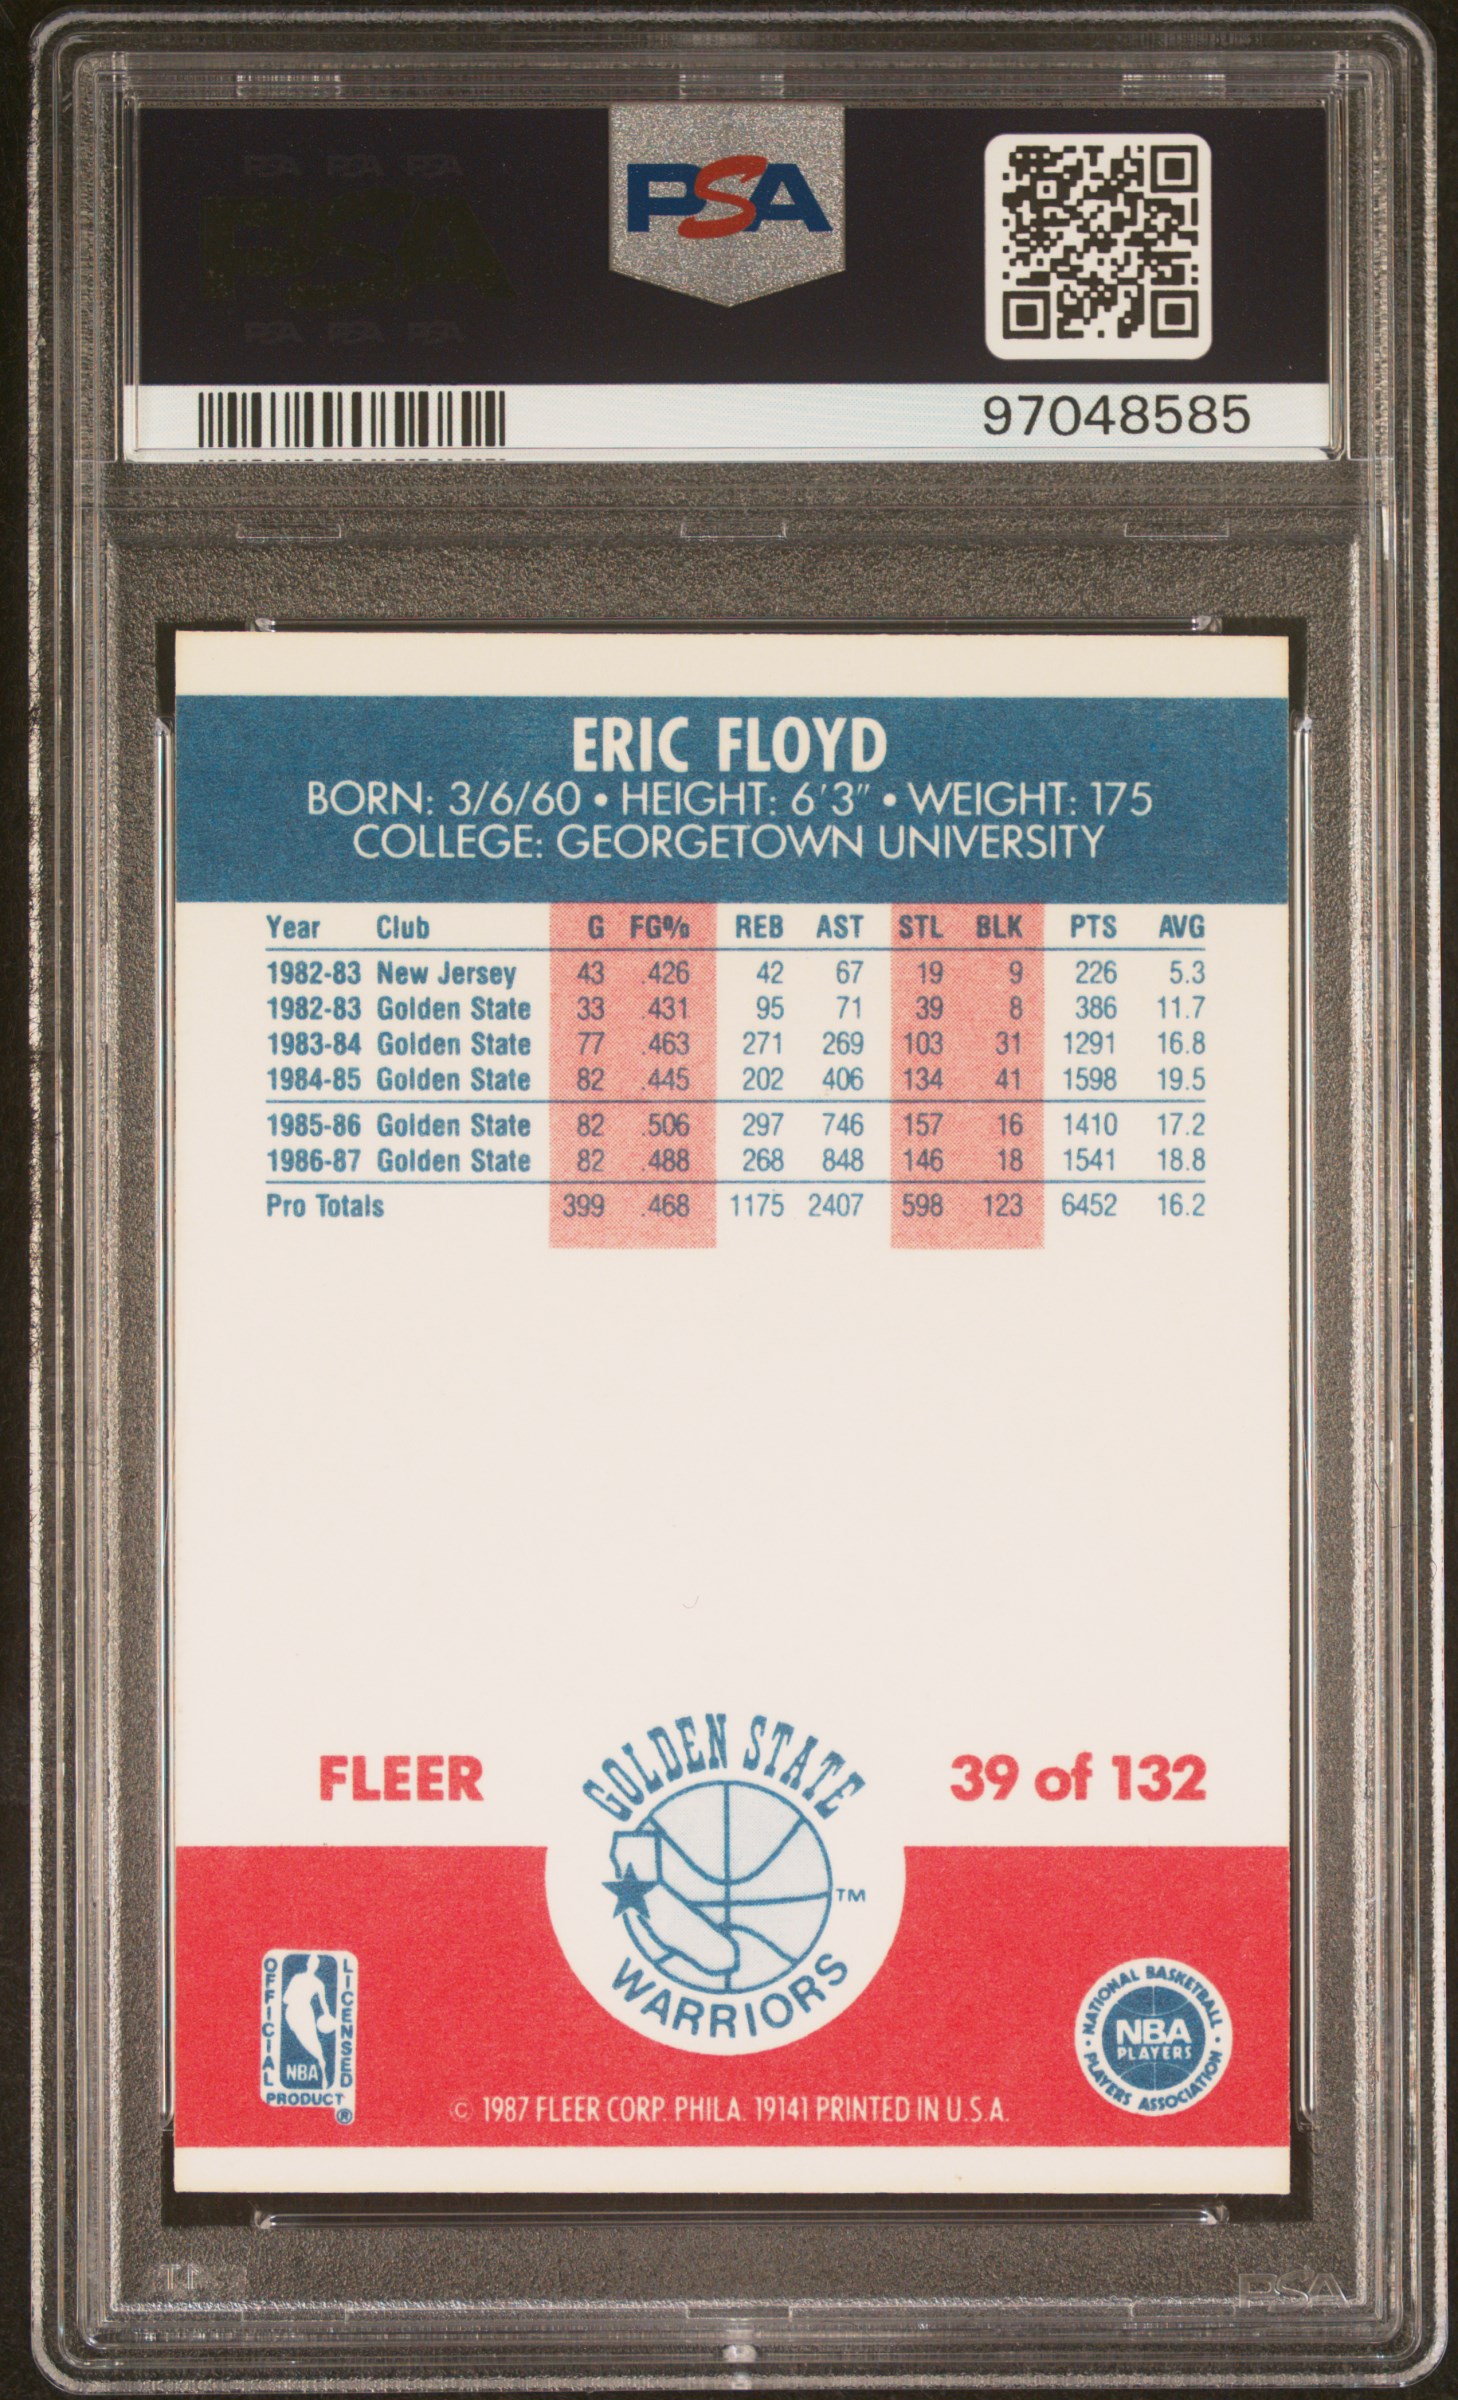 PSA PSA PSA
PSA
PSA
PSA PSA PSA
97048585
ERIC FLOYD
BORN: 3/6/60 • HEIGHT: 6'3" • WEIGHT: 175
COLLEGE: GEORGETOWN UNIVERSITY
Year Club G FG% REB AST STL BLK PTS AVG
1982-83 New Jersey 43 .426 42 67 19 9 226 5.3
1982-83 Golden State 33 .431 95 71 39 8 386 11.7
1983-84 Golden State 77 .463 271 269 103 31 1291 16.8
1984-85 Golden State 82 .445 202 406 134 41 1598 19.5
1985-86 Golden State 82 .506 297 746 157 16 1410 17.2
1986-87 Golden State 82 .488 268 848 146 18 1541 18.8
Pro Totals 399 .468 1175 2407 598 123 6452 16.2
FLEER
GOLDEN STATE
WARRIORS
TM
39 of 132
OFFICIAL LICENSED
NBA
PRODUCT
®
© 1987 FLEER CORP. PHILA. 19141 PRINTED IN U.S.A.
• NATIONAL BASKETBALL •
PLAYERS ASSOCIATION
NBA
PLAYERS
PSA